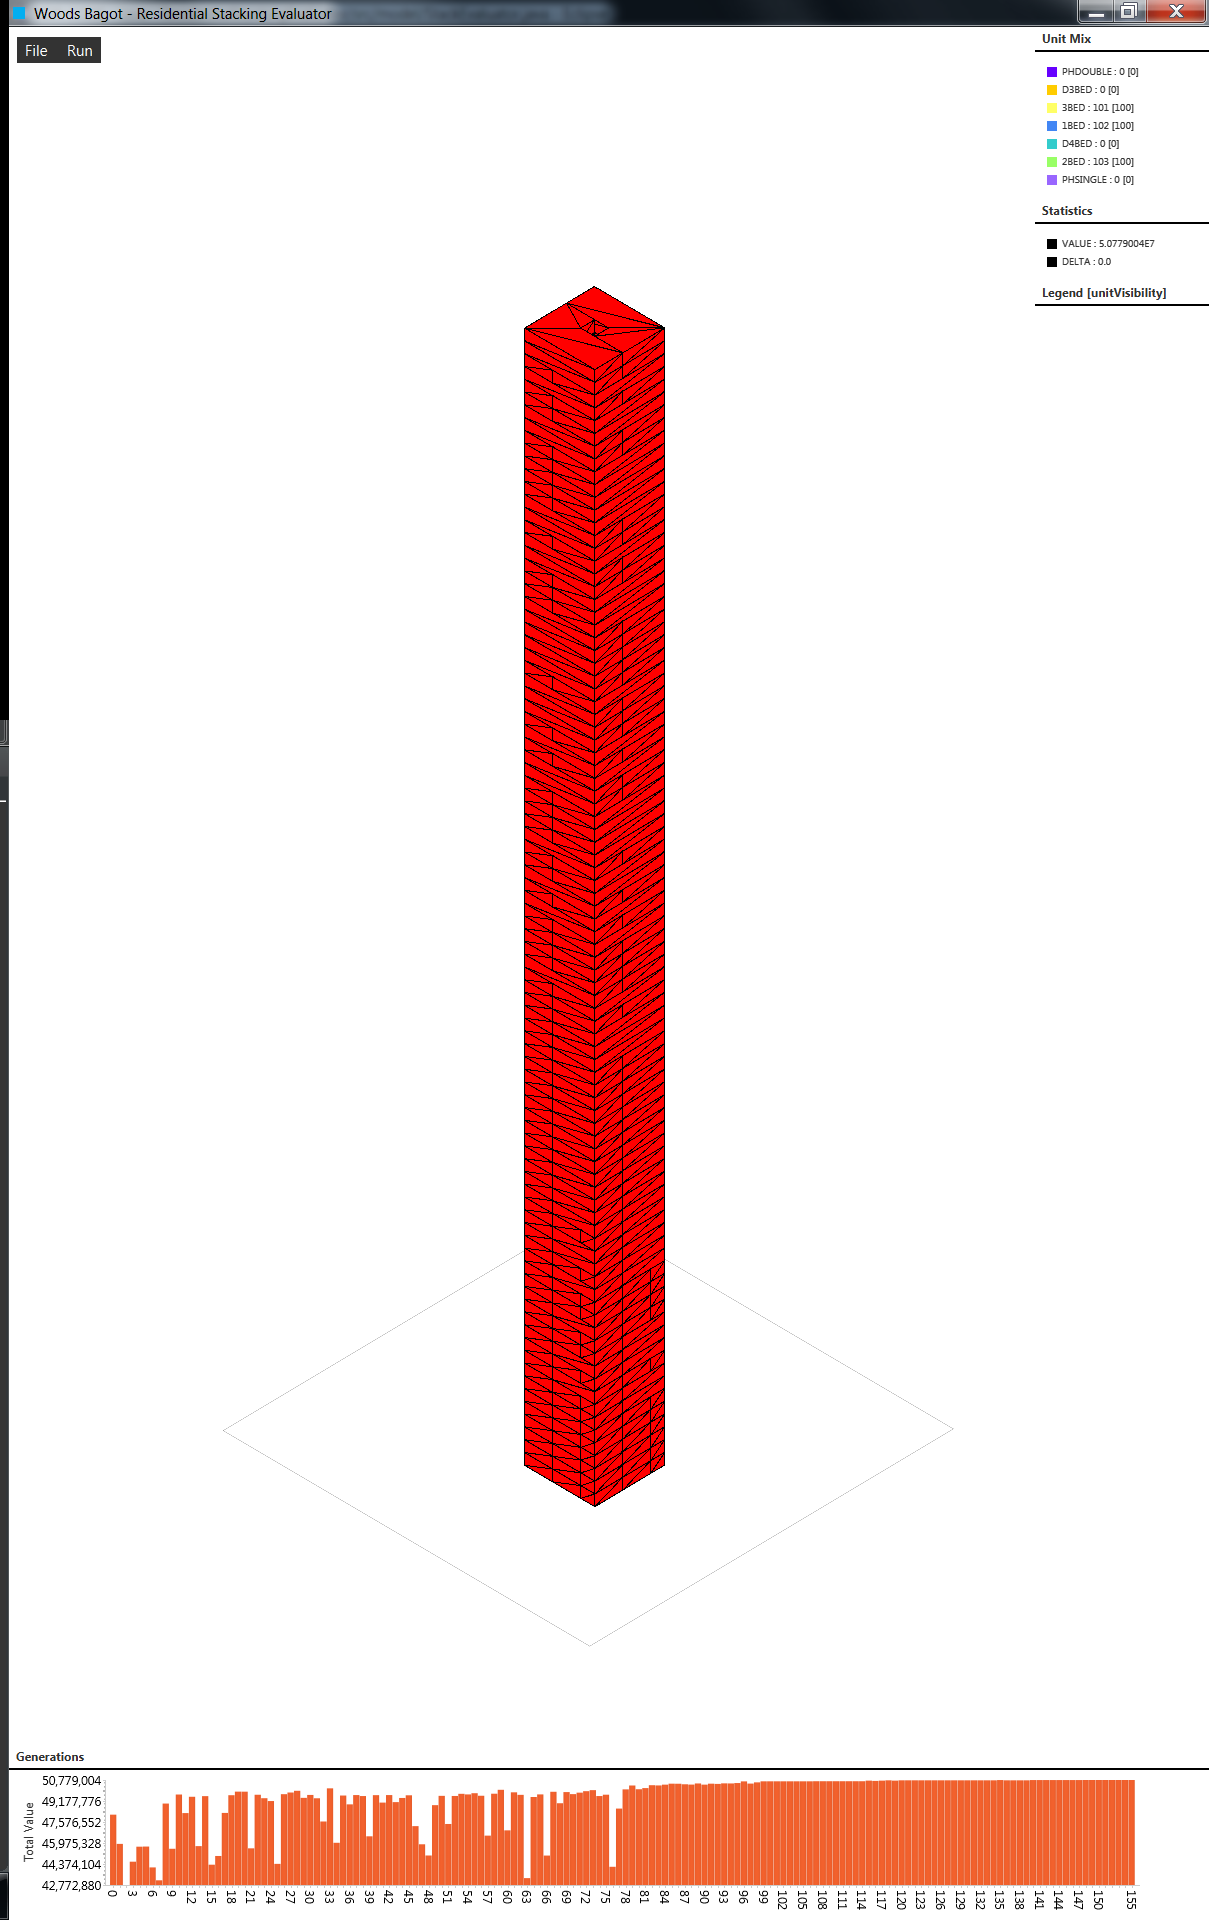 Woods Bagot - Residential Stacking Evaluator
File Run
Unit Mix
PHDOUBLE : 0 [0]
D3BED : 0 [0]
3BED : 101 [100]
1BED : 102 [100]
D4BED : 0 [0]
2BED : 103 [100]
PHSINGLE : 0 [0]
Statistics
VALUE : 5.0779004E7
DELTA : 0.0
Legend [unitVisibility]
Generations
Total Value
50,779,004
49,177,776
47,576,552
45,975,328
44,374,104
42,772,880
0 3 6 9 12 15 18 21 24 27 30 33 36 39 42 45 48 51 54 57 60 63 66 69 72 75 78 81 84 87 90 93 96 99 102 105 108 111 114 117 120 123 126 129 132 135 138 141 144 147 150 155